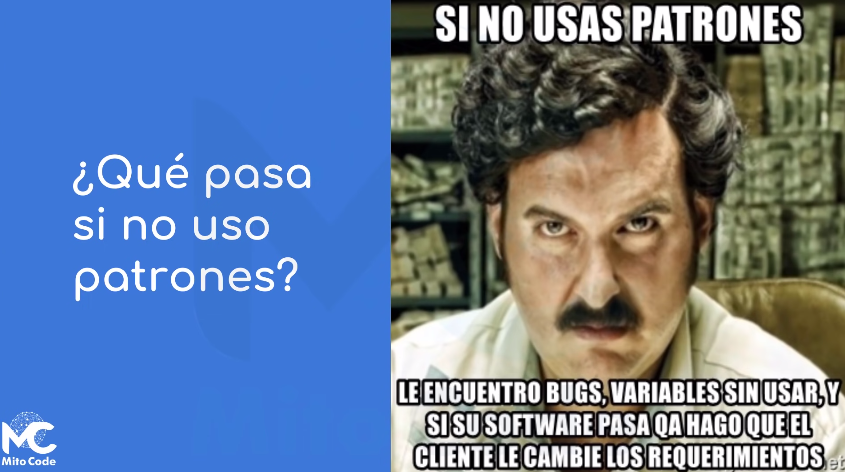 ¿Qué pasa
si no uso
patrones?
MC
Mito Code
SI NO USAS PATRONES
LE ENCUENTRO BUGS, VARIABLES SIN USAR, Y
SI SU SOFTWARE PASA QA HAGO QUE EL
CLIENTE LE CAMBIE LOS REQUERIMIENTOS